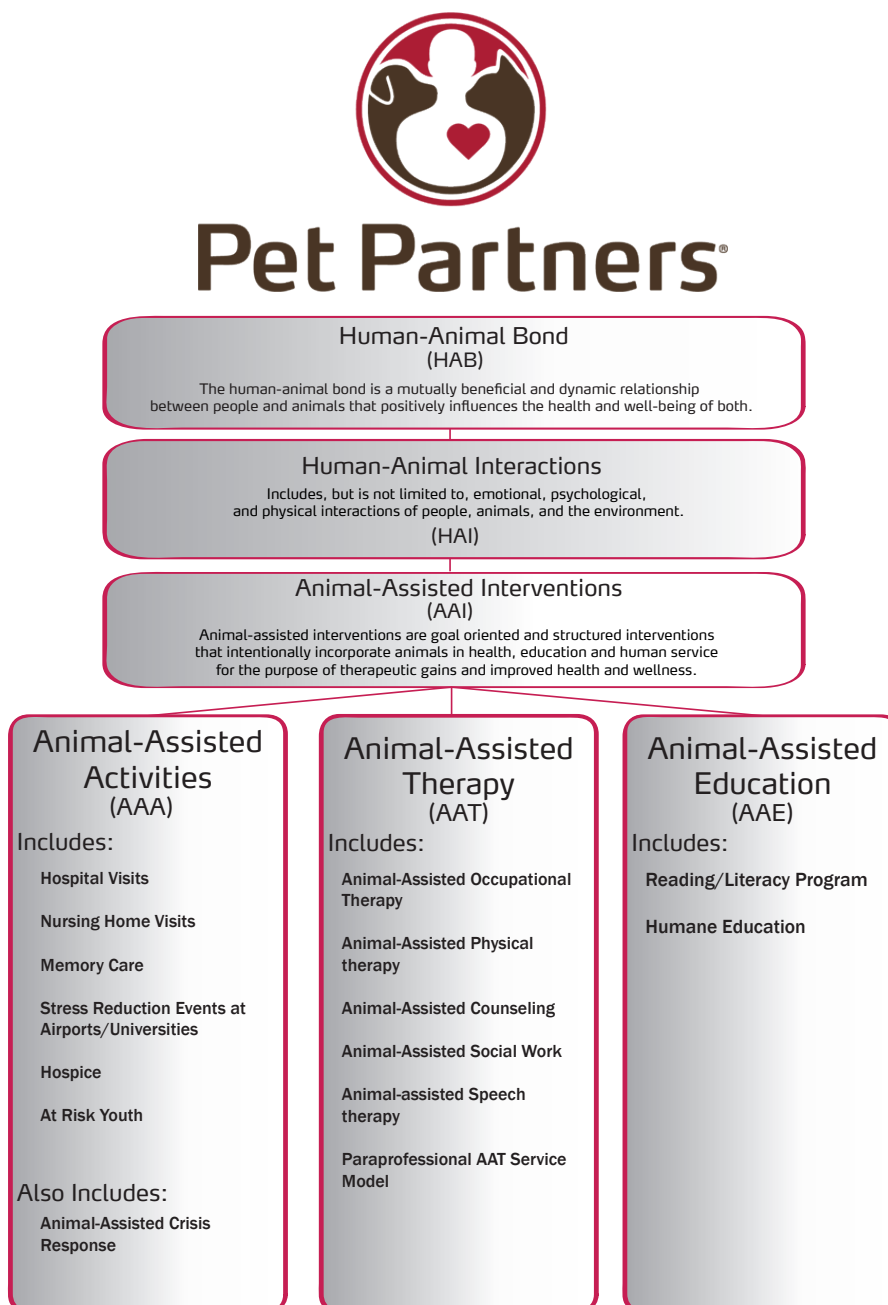 Pet Partners®
Human-Animal Bond
(HAB)
The human-animal bond is a mutually beneficial and dynamic relationship
between people and animals that positively influences the health and well-being of both.
Human-Animal Interactions
Includes, but is not limited to, emotional, psychological,
and physical interactions of people, animals, and the environment.
(HAI)
Animal-Assisted Interventions
(AAI)
Animal-assisted interventions are goal oriented and structured interventions
that intentionally incorporate animals in health, education and human service
for the purpose of therapeutic gains and improved health and wellness.
Animal-Assisted
Activities
(AAA)
Includes:
Hospital Visits
Nursing Home Visits
Memory Care
Stress Reduction Events at
Airports/Universities
Hospice
At Risk Youth
Also Includes:
Animal-Assisted Crisis
Response
Animal-Assisted
Therapy
(AAT)
Includes:
Animal-Assisted Occupational
Therapy
Animal-Assisted Physical
therapy
Animal-Assisted Counseling
Animal-Assisted Social Work
Animal-assisted Speech
therapy
Paraprofessional AAT Service
Model
Animal-Assisted
Education
(AAE)
Includes:
Reading/Literacy Program
Humane Education